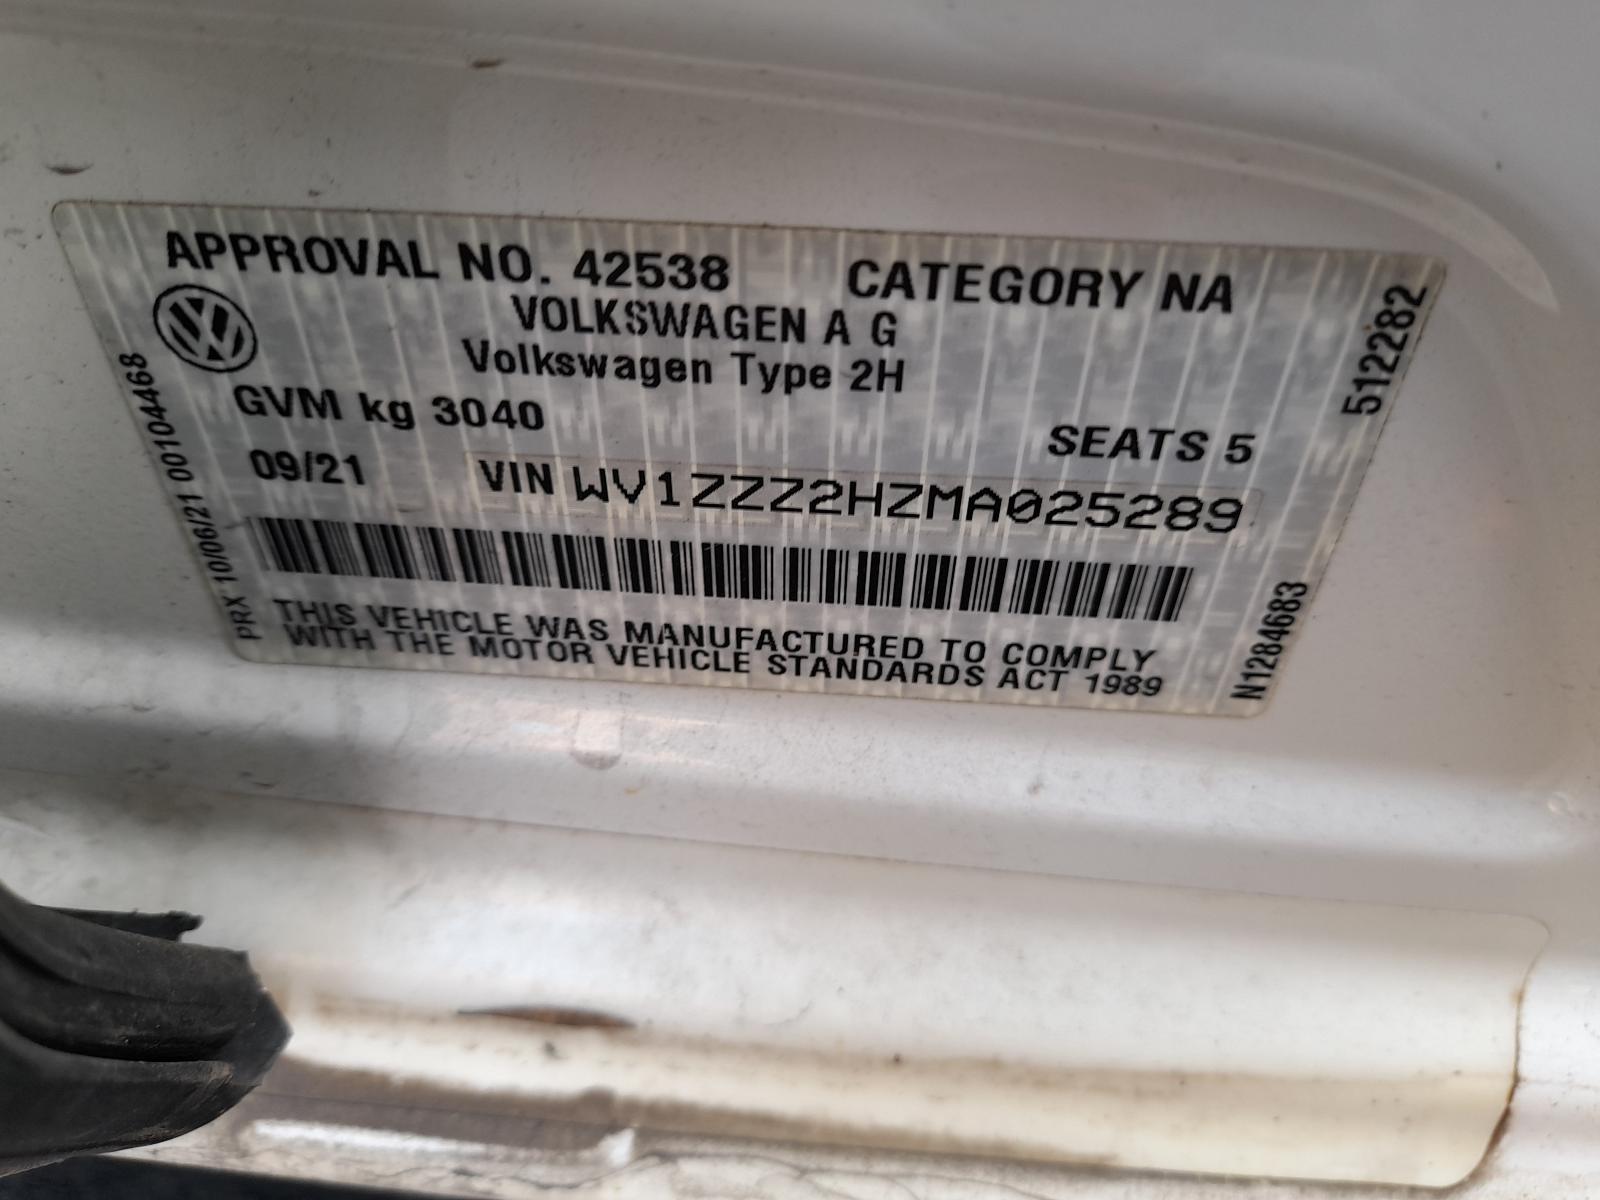 APPROVAL NO. 42538 CATEGORY NA
VOLKSWAGEN A G
Volkswagen Type 2H
GVM kg 3040
SEATS 5
09/21 VIN WV1ZZZ2HZMA025289
THIS VEHICLE WAS MANUFACTURED TO COMPLY
WITH THE MOTOR VEHICLE STANDARDS ACT 1989
PRX 10/06/21 00104468
512282
N1284683